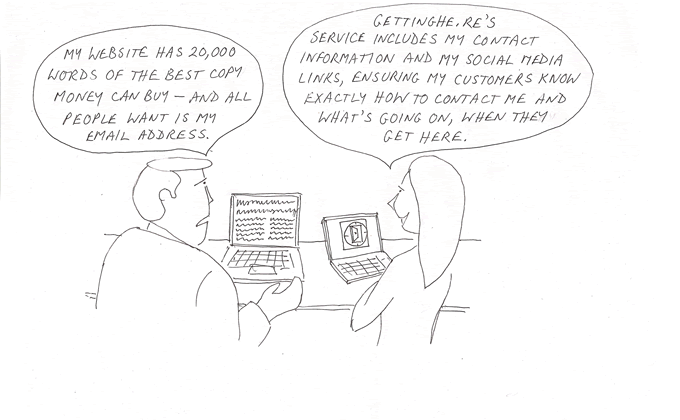 MY WEBSITE HAS 20,000
WORDS OF THE BEST COPY
MONEY CAN BUY — AND ALL
PEOPLE WANT IS MY
EMAIL ADDRESS.
GETTINGHE.RE'S
SERVICE INCLUDES MY CONTACT
INFORMATION AND MY SOCIAL MEDIA
LINKS, ENSURING MY CUSTOMERS KNOW
EXACTLY HOW TO CONTACT ME AND
WHAT'S GOING ON, WHEN THEY
GET HERE.